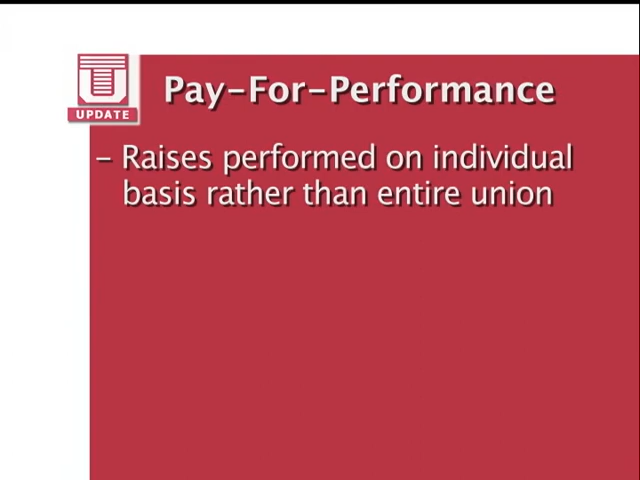 UPDATE
Pay-For-Performance
- Raises performed on individual
basis rather than entire union